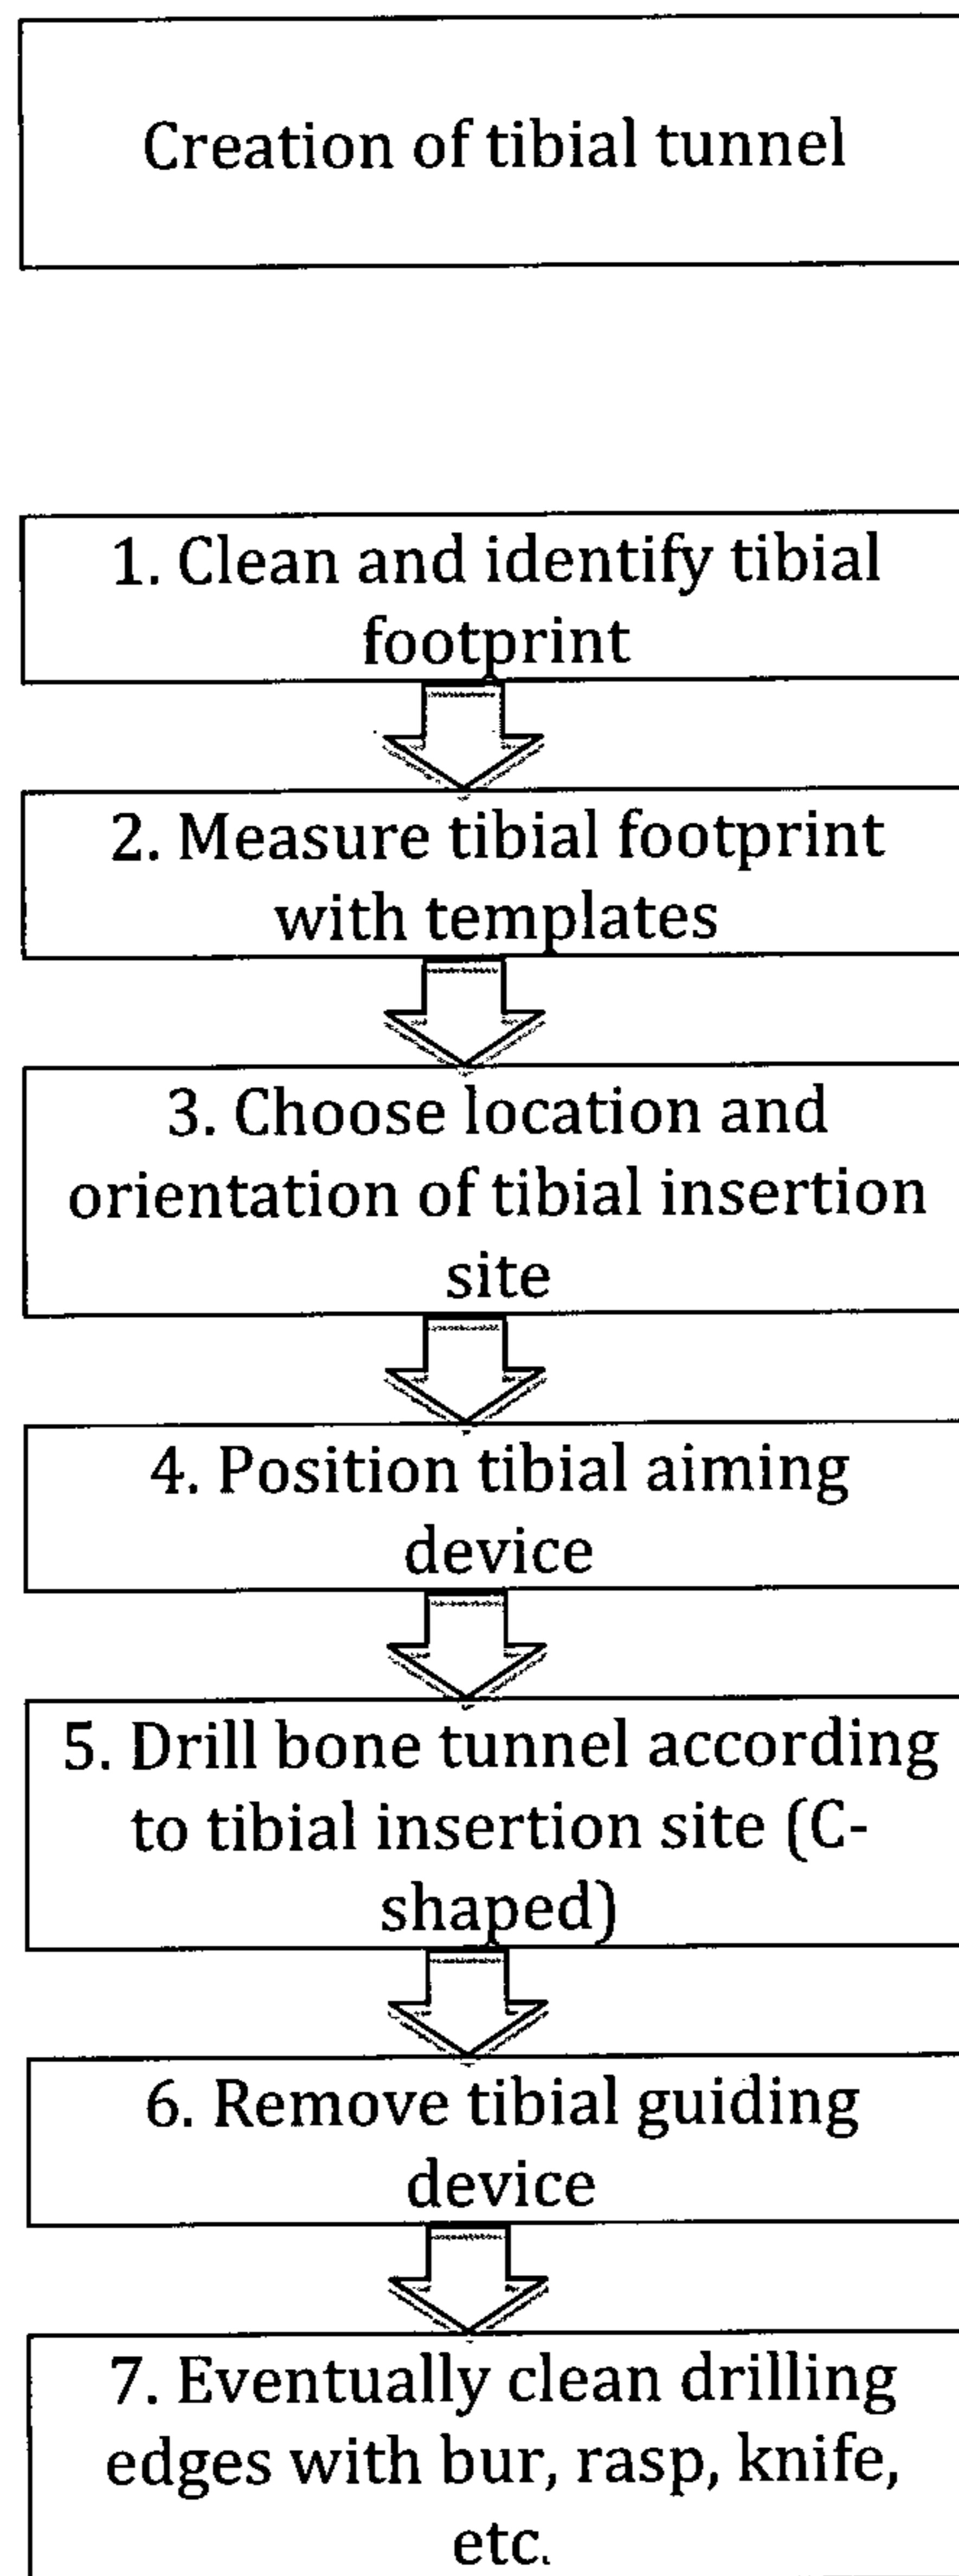 Creation of tibial tunnel
1. Clean and identify tibial
footprint
2. Measure tibial footprint
with templates
3. Choose location and
orientation of tibial insertion
site
4. Position tibial aiming
device
5. Drill bone tunnel according
to tibial insertion site (C-
shaped)
6. Remove tibial guiding
device
7. Eventually clean drilling
edges with bur, rasp, knife,
etc.